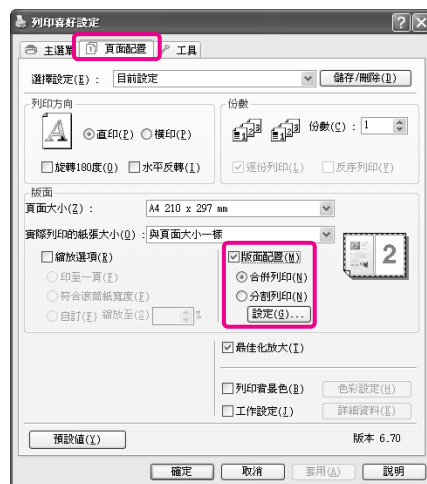 列印喜好設定
主選單 頁面配置 工具
選擇設定(E)： 目前設定 儲存/刪除(D)
列印方向
直印(P) 橫印(P)
旋轉180度(O) 水平反轉(I)
份數
1 2 3 1 2 3 份數(C)： 1
逐份列印(L) 反序列印(V)
版面
頁面大小(Z)： A4 210 x 297 mm
實際列印的紙張大小(O)： 與頁面大小一樣
縮放選項(R)
印至一頁(F)
符合滾筒紙寬度(F)
自訂(F) 縮放至(S) %
版面配置(M)
合併列印(N)
分割列印(N)
設定(G)...
2
最佳化放大(I)
列印背景色(B) 色彩設定(H)
工作設定(J) 詳細資料(K)
預設值(Y) 版本 6.70
確定 取消 套用(A) 說明